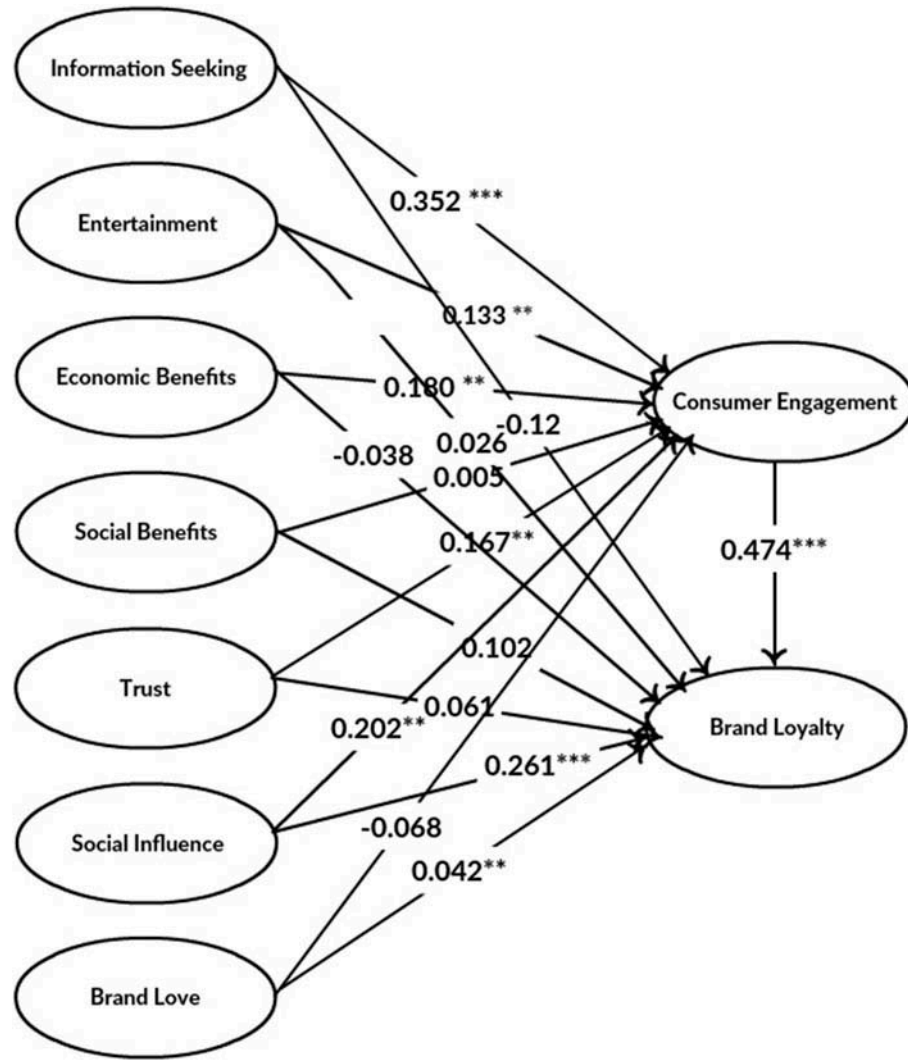 Information Seeking
0.352 ***
Entertainment
0.133 **
Economic Benefits
0.180 **
Consumer Engagement
-0.12
0.026
-0.038
0.005
Social Benefits
0.167**
0.474***
0.102
Trust
0.061
0.202**
Brand Loyalty
0.261***
Social Influence
-0.068
0.042**
Brand Love